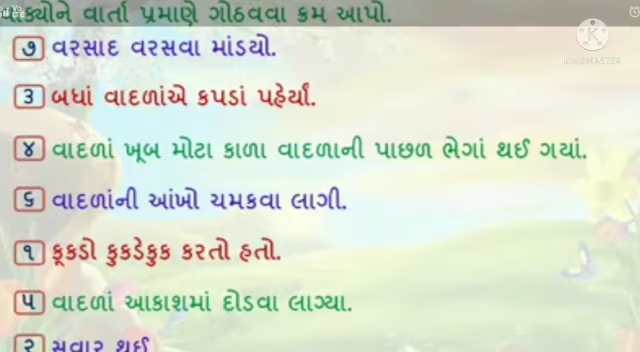 વાર્તા પ્રમાણે ગોઠવવા ક્રમ આપો.
૭ વરસાદ વરસવા માંડયો.
૩ બધાં વાદળાંએ કપડાં પહેર્યાં.
૪ વાદળાં ખૂબ મોટા કાળા વાદળાની પાછળ ભેગાં થઈ ગયાં.
૬ વાદળાંની આંખો ચમકવા લાગી.
૧ કૂકડો કુકડેકુક કરતો હતો.
૫ વાદળાં આકાશમાં દોડવા લાગ્યા.
૨ સવાર થઈ
KINEMASTER